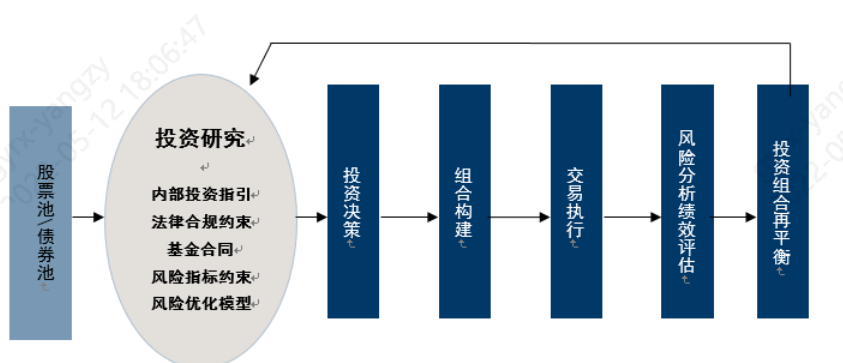 股票池\债券池
投资研究
内部投资指引
法律合规约束
基金合同
风险指标约束
风险优化模型
投资决策
组合构建
交易执行
风险分析绩效评估
投资组合再平衡